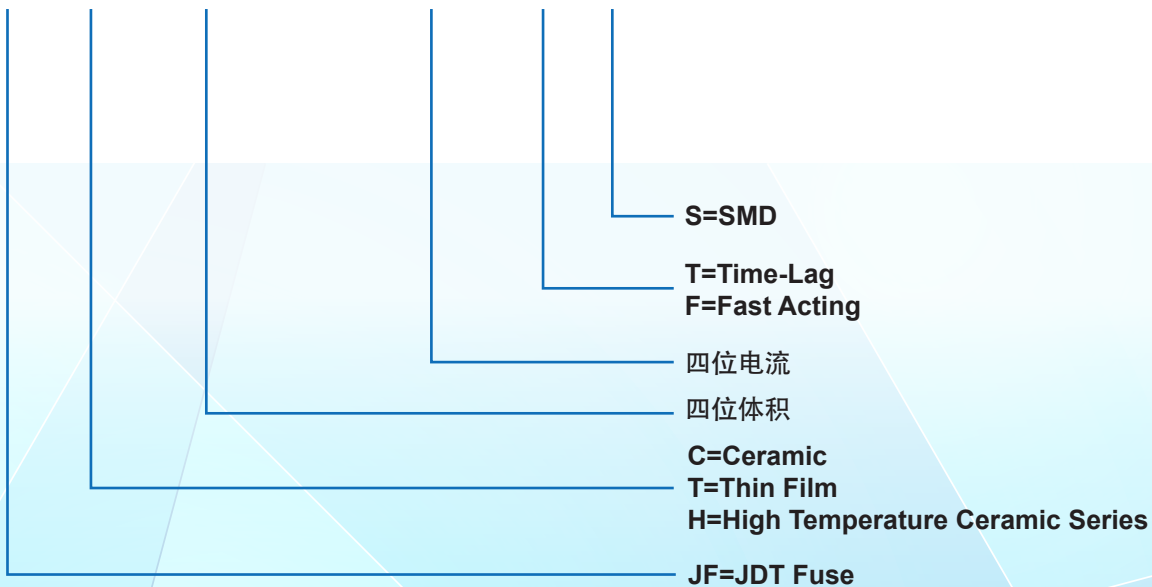 S=SMD
T=Time-Lag
F=Fast Acting
四位电流
四位体积
C=Ceramic
T=Thin Film
H=High Temperature Ceramic Series
JF=JDT Fuse